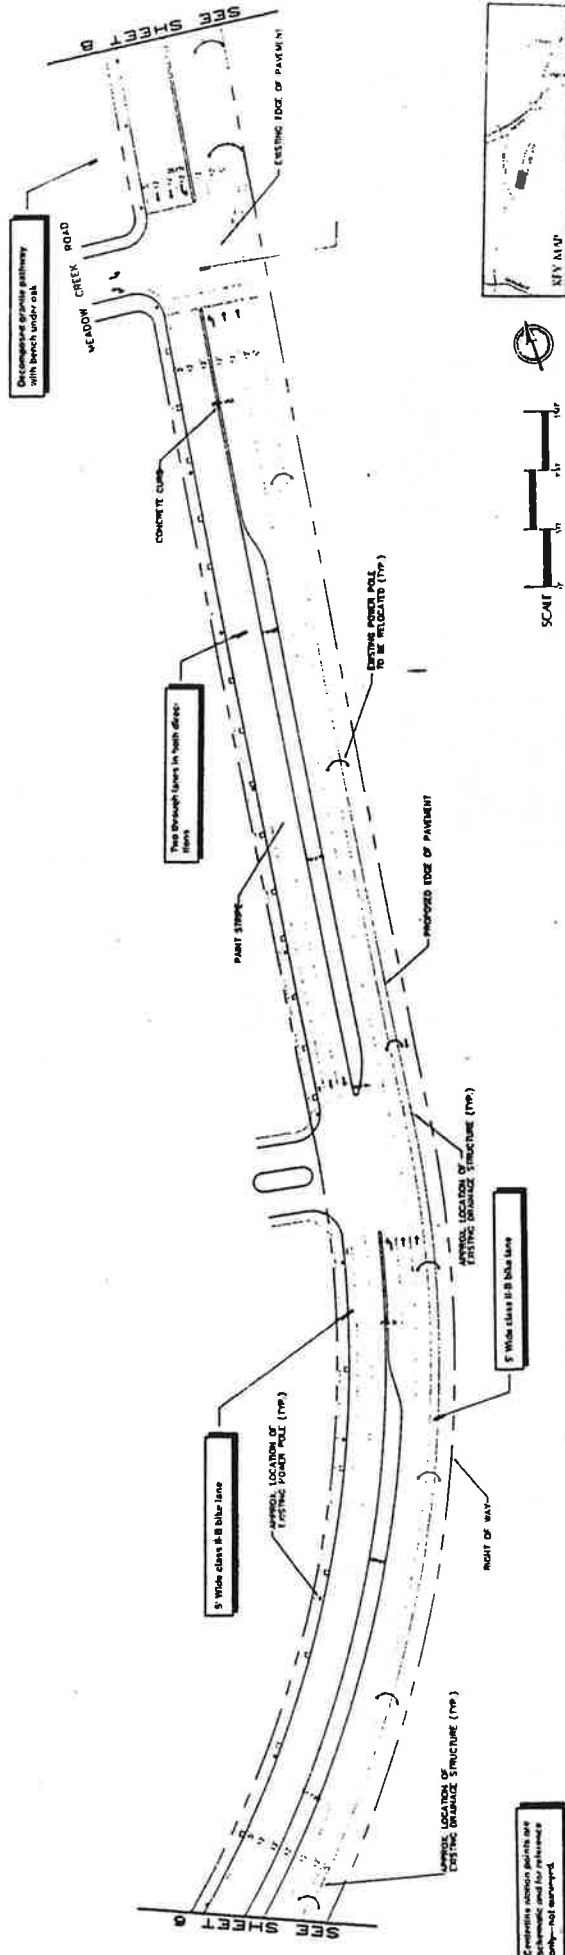 SEE SHEET 6
Centerline station points are
schematic and for reference
only—not surveyed.
APPROX. LOCATION OF
EXISTING DRAINAGE STRUCTURE (TYP.)
5' Wide class II-B bike lane
APPROX. LOCATION OF
EXISTING POWER POLE (TYP.)
RIGHT OF WAY
5' Wide class II-B bike lane
APPROX. LOCATION OF
EXISTING DRAINAGE STRUCTURE (TYP.)
PROPOSED EDGE OF PAVEMENT
PAINT STRIPE
Two through lanes in both direc-
tions
EXISTING POWER POLE
TO BE RELOCATED (TYP.)
CONCRETE CURB
MEADOW CREEK ROAD
Decomposed granite pathway
with bench under oak
EXISTING EDGE OF PAVEMENT
SEE SHEET 8
SCALE
KEY MAP